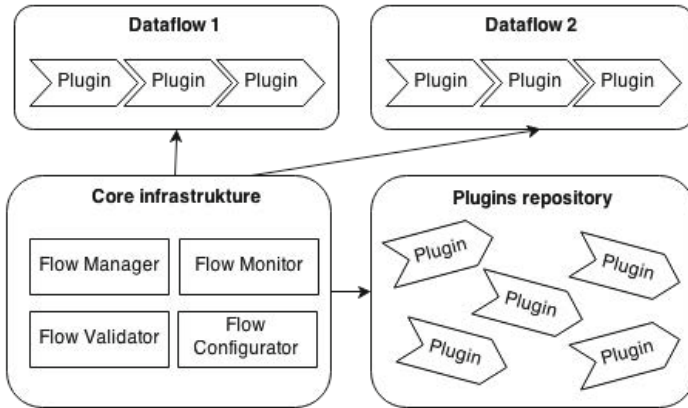 Dataflow 1
Plugin Plugin Plugin
Dataflow 2
Plugin Plugin Plugin
Core infrastrukture
Flow Manager
Flow Monitor
Flow Validator
Flow
Configurator
Plugins repository
Plugin
Plugin
Plugin
Plugin
Plugin